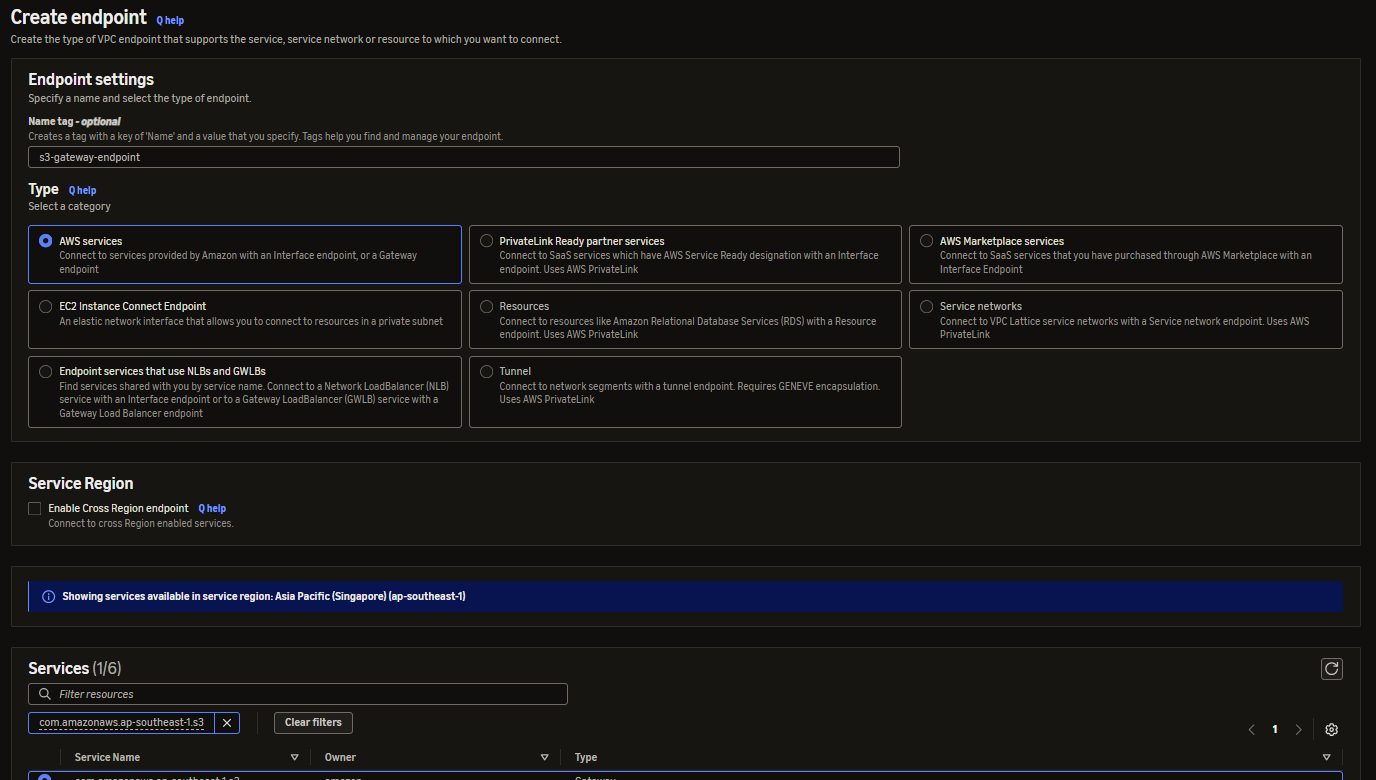 Create endpoint Q help
Create the type of VPC endpoint that supports the service, service network or resource to which you want to connect.
Endpoint settings
Specify a name and select the type of endpoint.
Name tag - optional
Creates a tag with a key of 'Name' and a value that you specify. Tags help you find and manage your endpoint.
s3-gateway-endpoint
Type Q help
Select a category
AWS services
Connect to services provided by Amazon with an Interface endpoint, or a Gateway
endpoint
PrivateLink Ready partner services
Connect to SaaS services which have AWS Service Ready designation with an Interface
endpoint. Uses AWS PrivateLink
AWS Marketplace services
Connect to SaaS services that you have purchased through AWS Marketplace with an
Interface Endpoint
EC2 Instance Connect Endpoint
An elastic network interface that allows you to connect to resources in a private subnet
Resources
Connect to resources like Amazon Relational Database Services (RDS) with a Resource
endpoint. Uses AWS PrivateLink
Service networks
Connect to VPC Lattice service networks with a Service network endpoint. Uses AWS
PrivateLink
Endpoint services that use NLBs and GWLBs
Find services shared with you by service name. Connect to a Network LoadBalancer (NLB)
service with an Interface endpoint or to a Gateway LoadBalancer (GWLB) service with a
Gateway Load Balancer endpoint
Tunnel
Connect to network segments with a tunnel endpoint. Requires GENEVE encapsulation.
Uses AWS PrivateLink
Service Region
Enable Cross Region endpoint Q help
Connect to cross Region enabled services.
Showing services available in service region: Asia Pacific (Singapore) (ap-southeast-1)
Services (1/6)
Filter resources
com.amazonaws.ap-southeast-1.s3
Clear filters
1
Service Name Owner Type
com.amazonaws.ap-southeast-1.s3 amazon Gateway